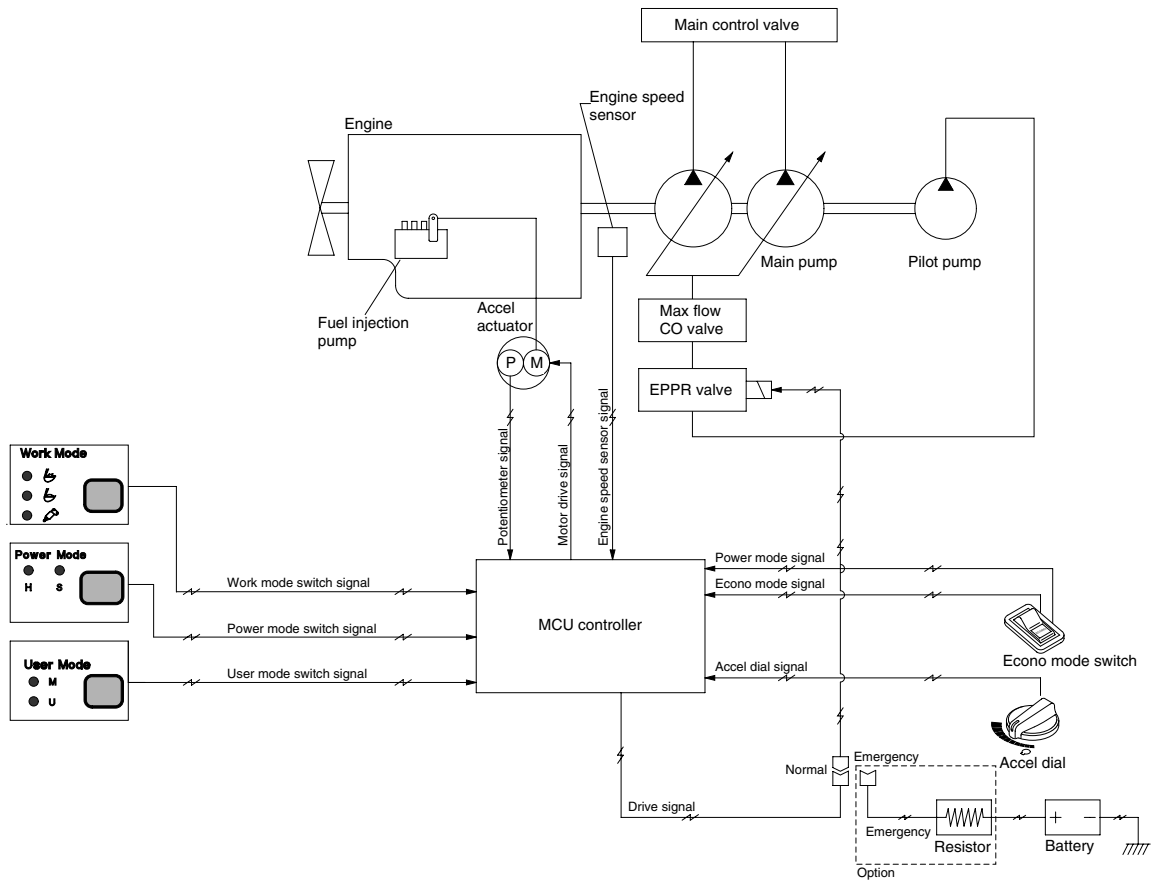 Main control valve
Engine speed
sensor
Engine
Main pump
Pilot pump
Fuel injection
pump
Accel
actuator
Max flow
CO valve
P
M
EPPR valve
Potentiometer signal
Motor drive signal
Engine speed sensor signal
Work Mode
Power Mode
H
S
User Mode
M
U
Work mode switch signal
Power mode switch signal
User mode switch signal
MCU controller
Power mode signal
Econo mode signal
Econo mode switch
Accel dial signal
Accel dial
Normal
Emergency
Drive signal
Emergency
Resistor
+
−
Battery
Option